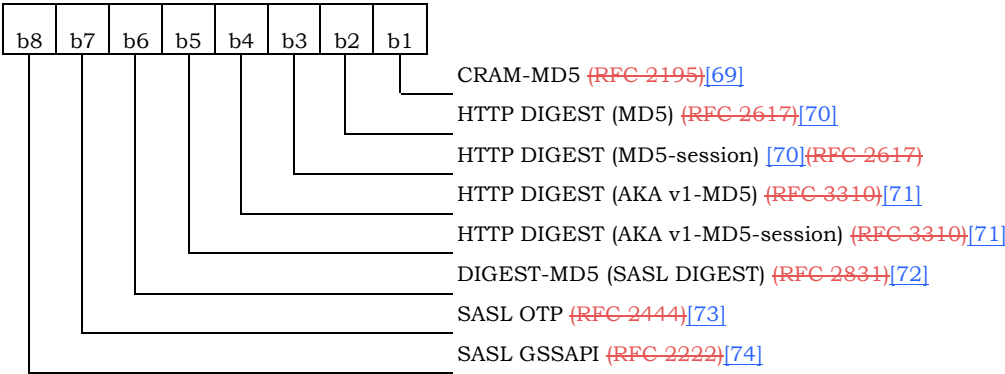 b8 b7 b6 b5 b4 b3 b2 b1
CRAM-MD5 (RFC 2195)[69]
HTTP DIGEST (MD5) (RFC 2617)[70]
HTTP DIGEST (MD5-session) [70](RFC 2617)
HTTP DIGEST (AKA v1-MD5) (RFC 3310)[71]
HTTP DIGEST (AKA v1-MD5-session) (RFC 3310)[71]
DIGEST-MD5 (SASL DIGEST) (RFC 2831)[72]
SASL OTP (RFC 2444)[73]
SASL GSSAPI (RFC 2222)[74]